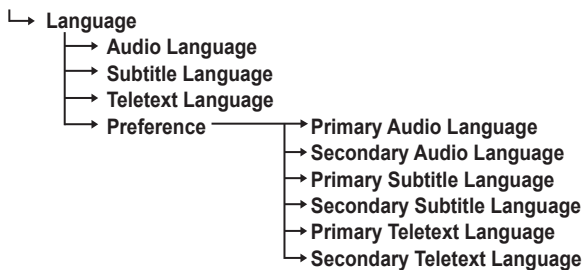 Language
Audio Language
Subtitle Language
Teletext Language
Preference
Primary Audio Language
Secondary Audio Language
Primary Subtitle Language
Secondary Subtitle Language
Primary Teletext Language
Secondary Teletext Language